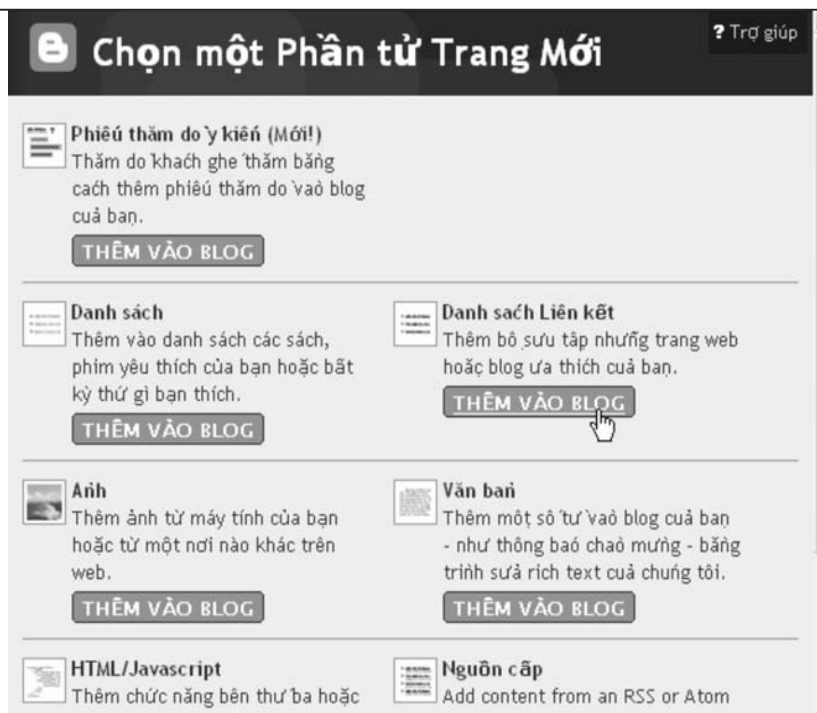 Chọn một Phần tử Trang Mới
? Trợ giúp
Phiếu thăm dò ý kiến (Mới!)
Thăm dò khách ghé thăm bằng
cách thêm phiếu thăm dò vào blog
của bạn.
THÊM VÀO BLOG
Danh sách
Thêm vào danh sách các sách,
phim yêu thích của bạn hoặc bất
kỳ thứ gì bạn thích.
THÊM VÀO BLOG
Danh sách Liên kết
Thêm bộ sưu tập những trang web
hoặc blog ưa thích của bạn.
THÊM VÀO BLOG
Ảnh
Thêm ảnh từ máy tính của bạn
hoặc từ một nơi nào khác trên
web.
THÊM VÀO BLOG
Văn bản
Thêm một số từ vào blog của bạn
- như thông báo chào mừng - bằng
trình sửa rich text của chúng tôi.
THÊM VÀO BLOG
HTML/Javascript
Thêm chức năng bên thứ ba hoặc
Nguồn cấp
Add content from an RSS or Atom